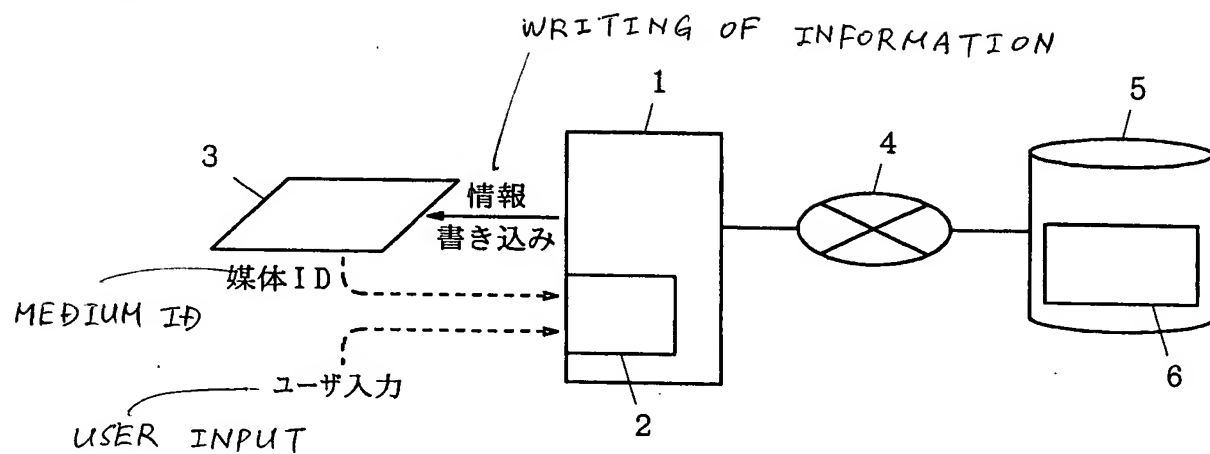 WRITING OF INFORMATION
1
5
3
4
情報
書き込み
媒体ID
MEDIUM ID
6
2
ユーザ入力
USER INPUT